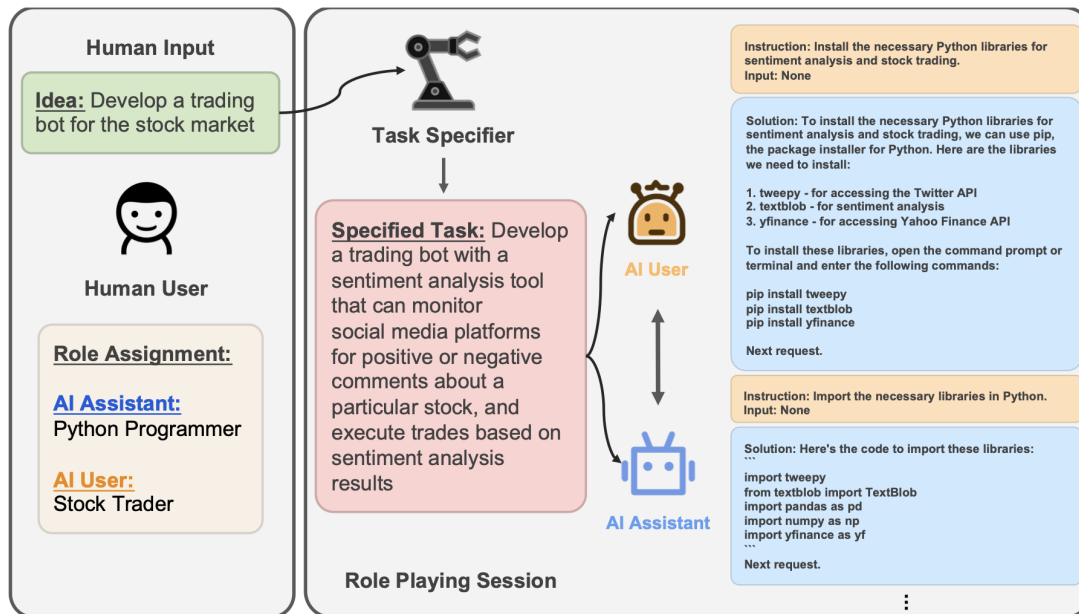 Human Input
Idea: Develop a trading
bot for the stock market
Human User
Role Assignment:
AI Assistant:
Python Programmer
AI User:
Stock Trader
Task Specifier
Specified Task: Develop
a trading bot with a
sentiment analysis tool
that can monitor
social media platforms
for positive or negative
comments about a
particular stock, and
execute trades based on
sentiment analysis
results
AI User
AI Assistant
Role Playing Session
Instruction: Install the necessary Python libraries for
sentiment analysis and stock trading.
Input: None
Solution: To install the necessary Python libraries for
sentiment analysis and stock trading, we can use pip,
the package installer for Python. Here are the libraries
we need to install:
1. tweepy - for accessing the Twitter API
2. textblob - for sentiment analysis
3. yfinance - for accessing Yahoo Finance API
To install these libraries, open the command prompt or
terminal and enter the following commands:
pip install tweepy
pip install textblob
pip install yfinance
Next request.
Instruction: Import the necessary libraries in Python.
Input: None
Solution: Here's the code to import these libraries:
```
import tweepy
from textblob import TextBlob
import pandas as pd
import numpy as np
import yfinance as yf
```
Next request.
⋮